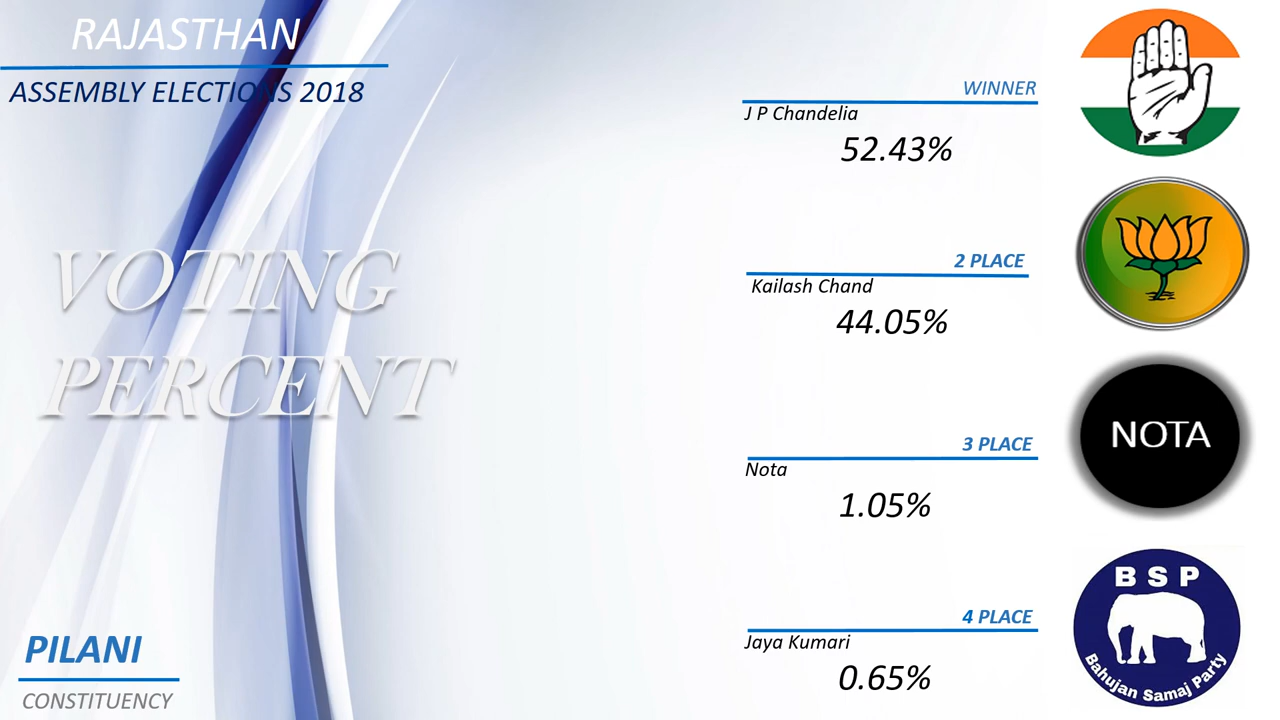 RAJASTHAN
ASSEMBLY ELECTIONS 2018
VOTING
PERCENT
PILANI
CONSTITUENCY
WINNER
J P Chandelia
52.43%
2 PLACE
Kailash Chand
44.05%
3 PLACE
Nota
1.05%
NOTA
4 PLACE
Jaya Kumari
0.65%
BSP
Bahujan Samaj Party